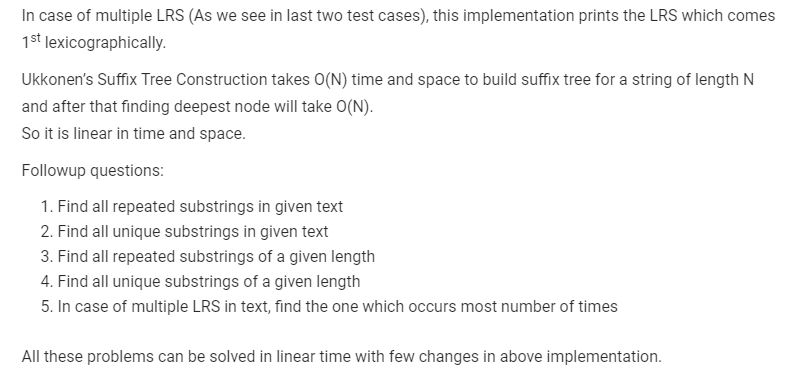 In case of multiple LRS (As we see in last two test cases), this implementation prints the LRS which comes
1st lexicographically.
Ukkonen's Suffix Tree Construction takes O(N) time and space to build suffix tree for a string of length N
and after that finding deepest node will take O(N).
So it is linear in time and space.
Followup questions:
1. Find all repeated substrings in given text
2. Find all unique substrings in given text
3. Find all repeated substrings of a given length
4. Find all unique substrings of a given length
5. In case of multiple LRS in text, find the one which occurs most number of times
All these problems can be solved in linear time with few changes in above implementation.